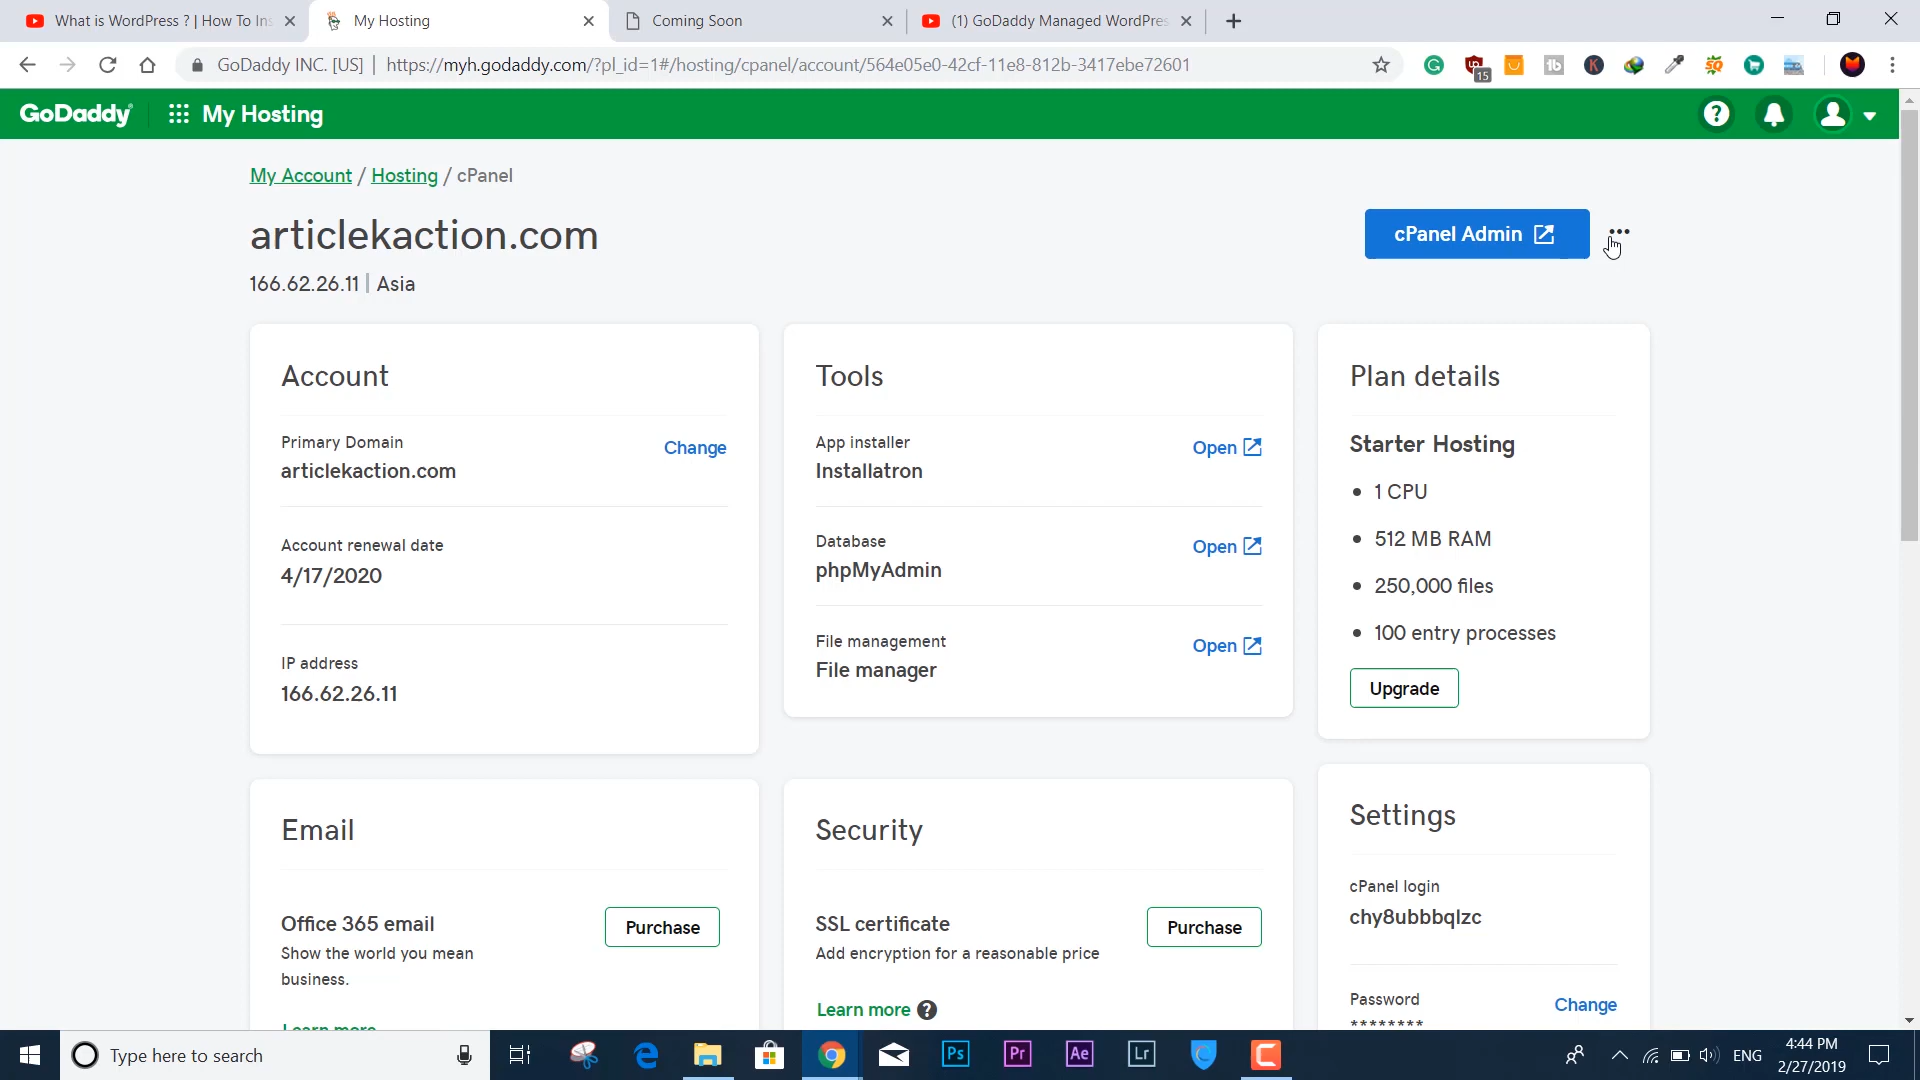 What is WordPress ? | How To Ins
My Hosting
Coming Soon
(1) GoDaddy Managed WordPres
GoDaddy INC. [US] | https://myh.godaddy.com/?pl_id=1#/hosting/cpanel/account/564e05e0-42cf-11e8-812b-3417ebe72601
15
GoDaddy
My Hosting
My Account / Hosting / cPanel
articlekaction.com
cPanel Admin
166.62.26.11 | Asia
Account
Primary Domain
articlekaction.com
Change
Account renewal date
4/17/2020
IP address
166.62.26.11
Tools
App installer
Installatron
Open
Database
phpMyAdmin
Open
File management
File manager
Open
Plan details
Starter Hosting
1 CPU
512 MB RAM
250,000 files
100 entry processes
Upgrade
Email
Office 365 email
Show the world you mean
business.
Purchase
Learn more
Security
SSL certificate
Add encryption for a reasonable price
Purchase
Learn more ?
Settings
cPanel login
chy8ubbbqlzc
Password
********
Change
Type here to search
Ps
Pr
Ae
Lr
ENG
4:44 PM
2/27/2019